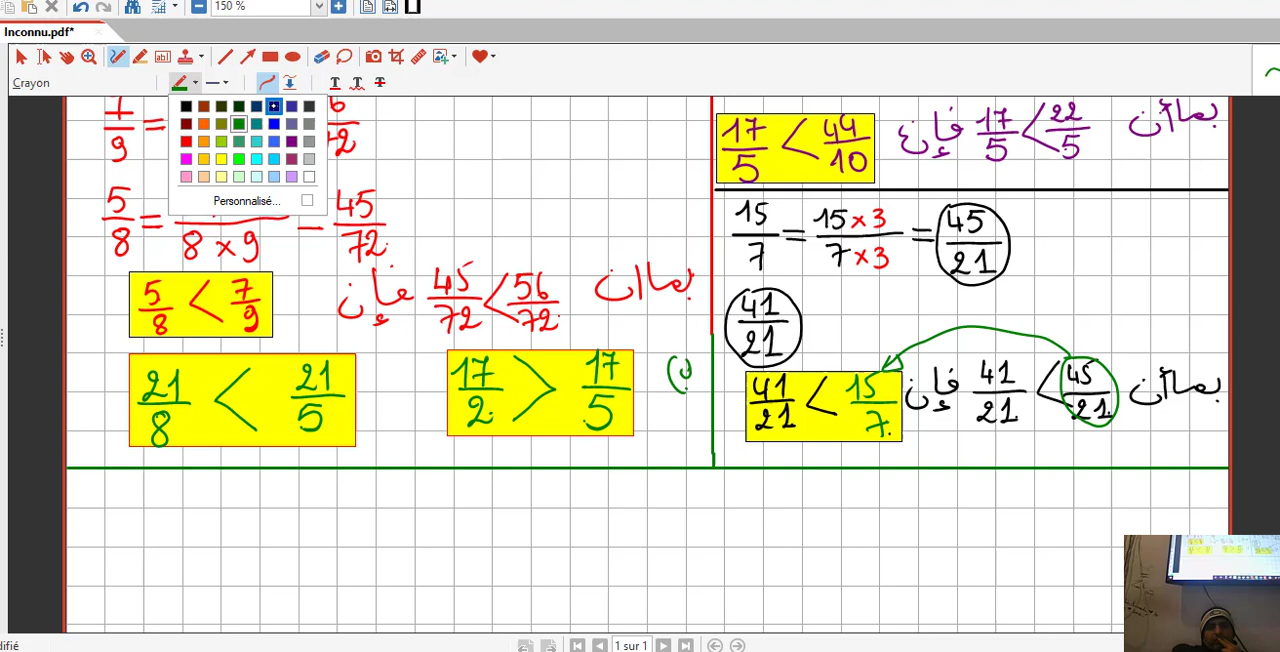 150 %
Inconnu.pdf*
Crayon
Personnalisé...
17/5 < 44/10 بما أن 22/5 > 17/5 فإن
5/8 = /8 × 9 = 45/72
15/7 = 15 × 3/7 × 3 = 45/21
5/8 < 7/9 بما أن 56/72 > 45/72 فإن
41/21
21/8 < 21/5
17/2 > 17/5
41/21 < 15/7 بما أن 45/21 > 41/21 فإن
1 sur 1